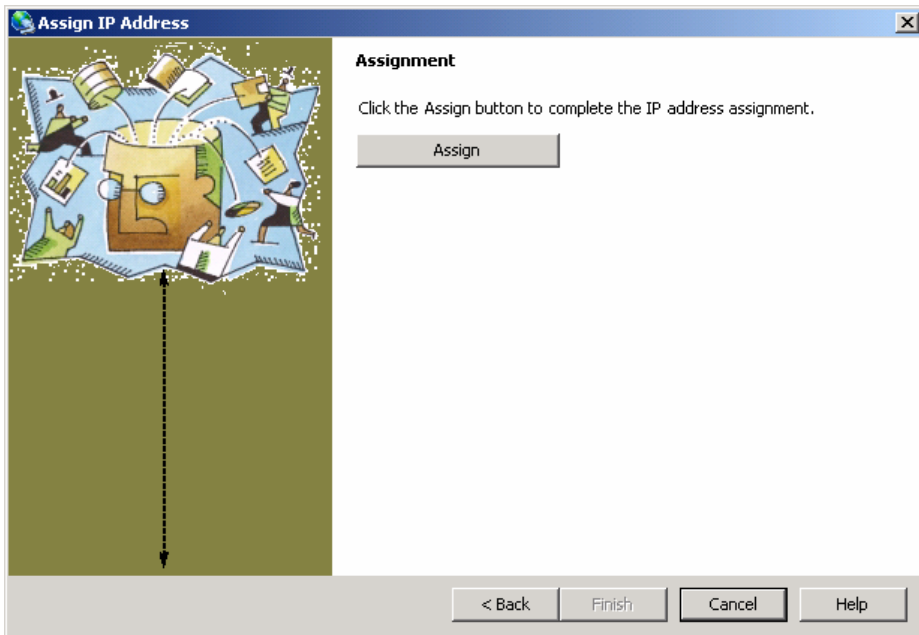 Assign IP Address
Assignment
Click the Assign button to complete the IP address assignment.
Assign
< Back
Finish
Cancel
Help